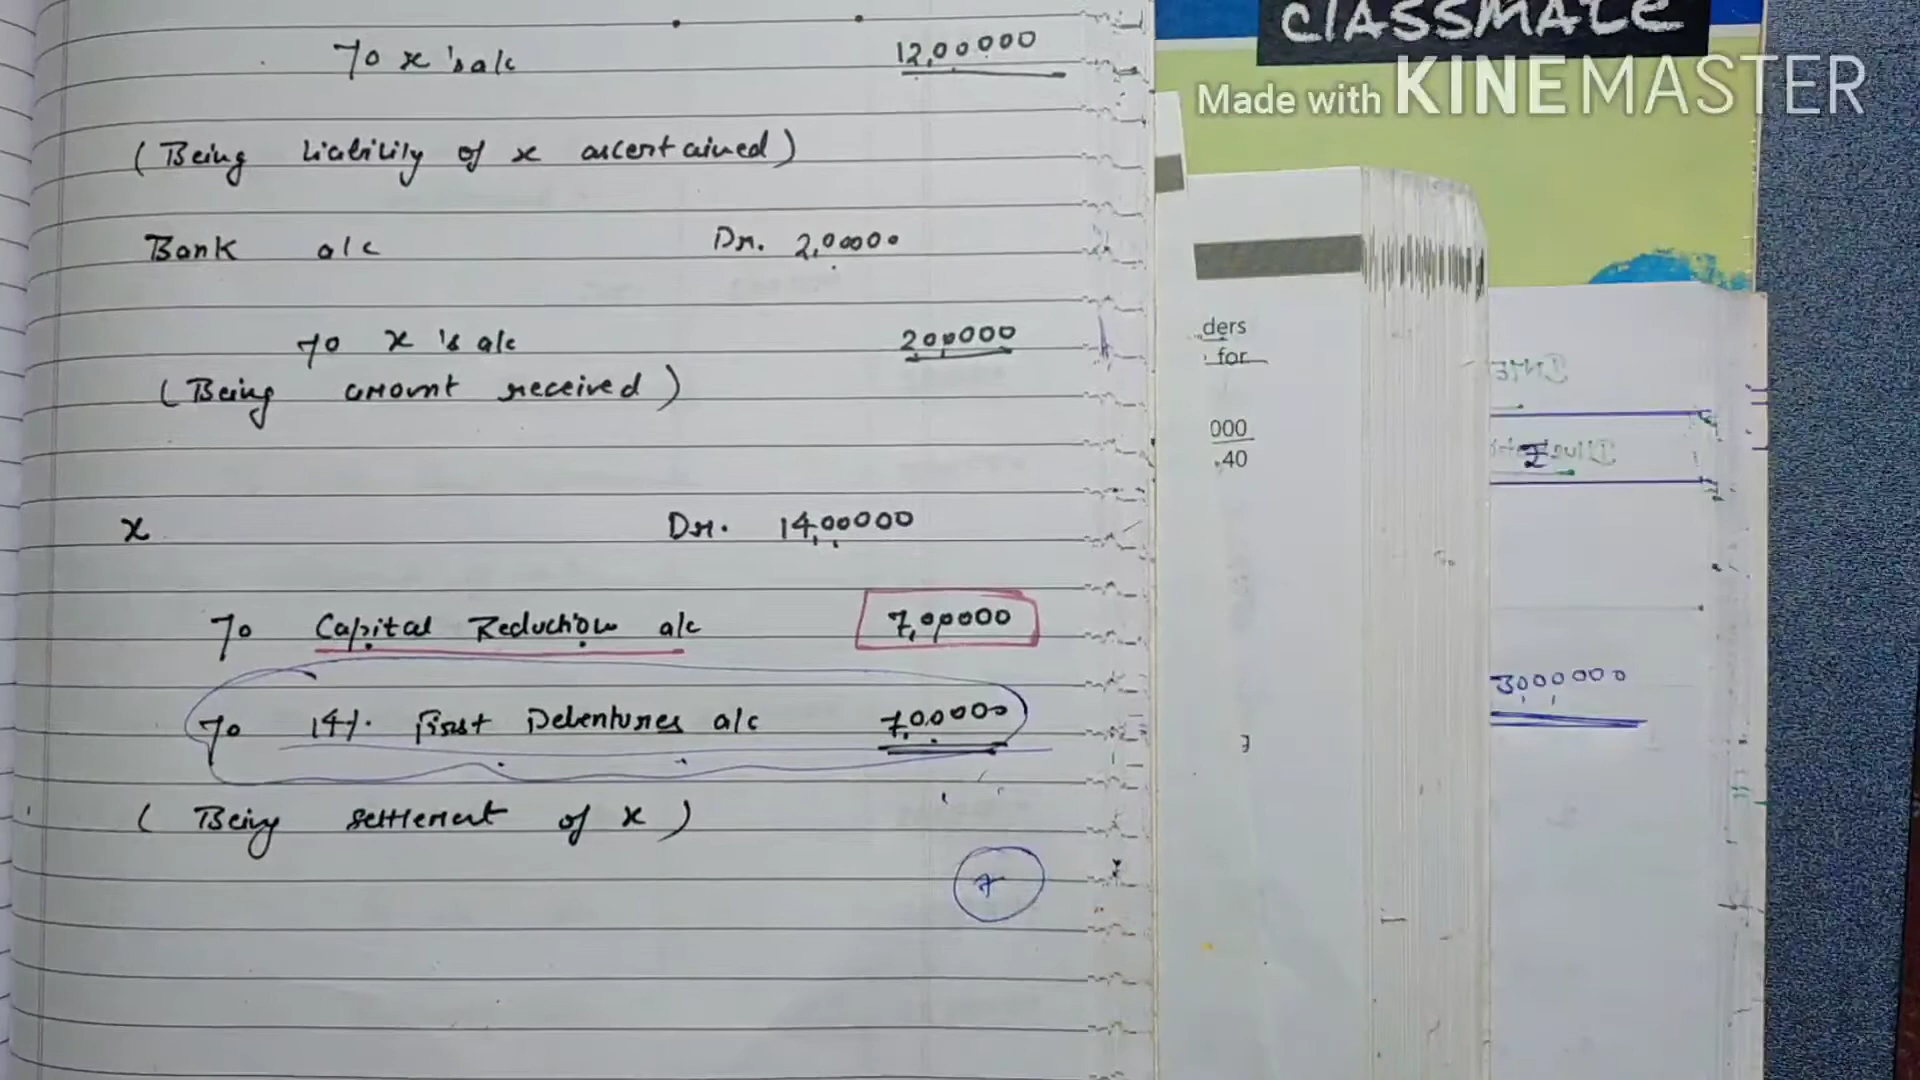 CLASSMATE
Made with KINEMASTER
To x's a/c 12,00000
(Being liability of x ascertained)
Bank a/c Dr. 2,00000
To x's a/c 200000
(Being amount received)
x Dr. 14,00000
To Capital Reduction a/c 7,00000
To 14%. First Debentures a/c 7,00000
(Being settlement of x)
7
ders
for
000
.40
3000000